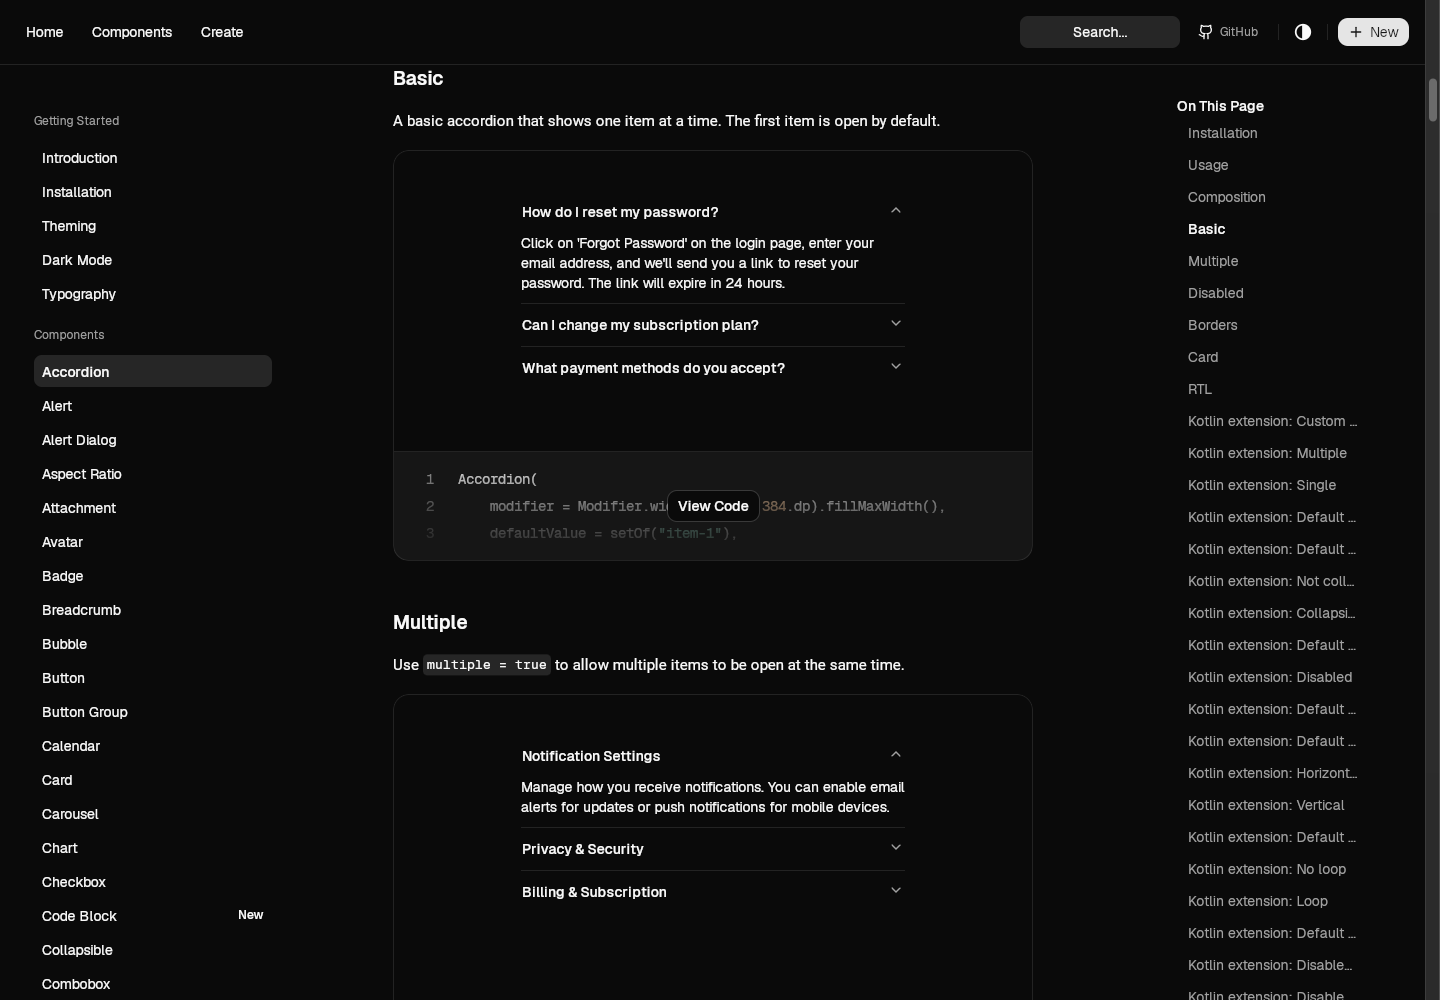 Home
Components
Create
Search...
GitHub
New
Getting Started
Introduction
Installation
Theming
Dark Mode
Typography
Components
Accordion
Alert
Alert Dialog
Aspect Ratio
Attachment
Avatar
Badge
Breadcrumb
Bubble
Button
Button Group
Calendar
Card
Carousel
Chart
Checkbox
Code Block New
Collapsible
Combobox
Basic
A basic accordion that shows one item at a time. The first item is open by default.
How do I reset my password?
Click on 'Forgot Password' on the login page, enter your
email address, and we'll send you a link to reset your
password. The link will expire in 24 hours.
Can I change my subscription plan?
What payment methods do you accept?
1 Accordion(
2 modifier = Modifier.wi 384.dp).fillMaxWidth(),
View Code
3 defaultValue = setOf("item-1"),
Multiple
Use multiple = true to allow multiple items to be open at the same time.
Notification Settings
Manage how you receive notifications. You can enable email
alerts for updates or push notifications for mobile devices.
Privacy & Security
Billing & Subscription
On This Page
Installation
Usage
Composition
Basic
Multiple
Disabled
Borders
Card
RTL
Kotlin extension: Custom ...
Kotlin extension: Multiple
Kotlin extension: Single
Kotlin extension: Default ...
Kotlin extension: Default ...
Kotlin extension: Not coll...
Kotlin extension: Collapsi...
Kotlin extension: Default ...
Kotlin extension: Disabled
Kotlin extension: Default ...
Kotlin extension: Default ...
Kotlin extension: Horizont...
Kotlin extension: Vertical
Kotlin extension: Default ...
Kotlin extension: No loop
Kotlin extension: Loop
Kotlin extension: Default ...
Kotlin extension: Disable...
Kotlin extension: Disable